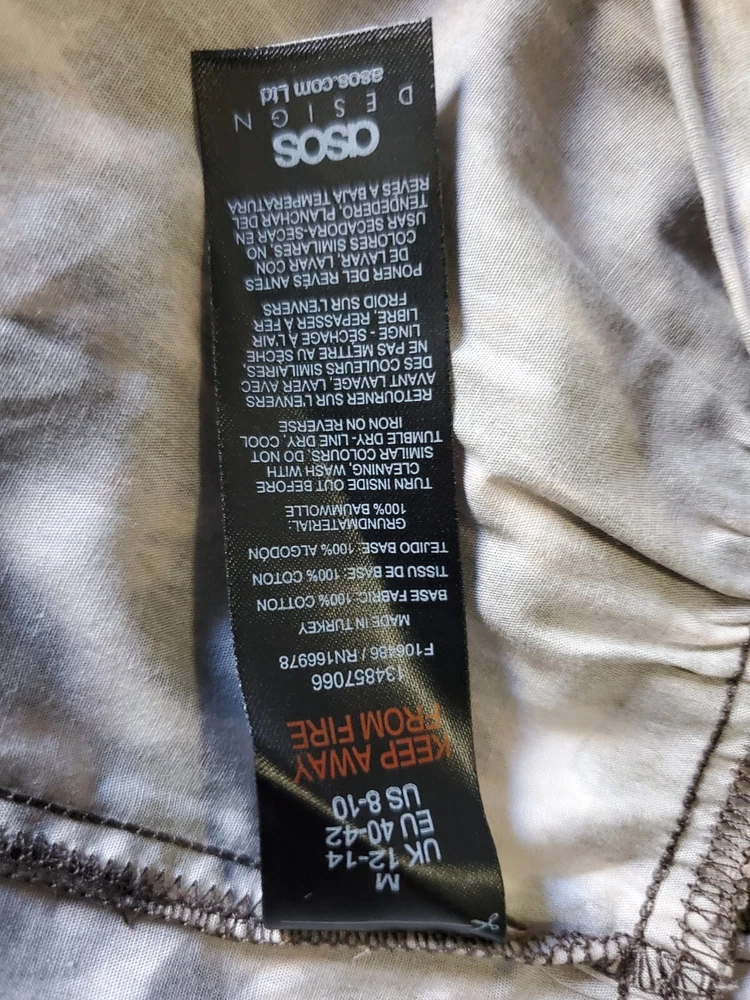 M
UK 12-14
EU 40-42
US 8-10
KEEP AWAY
FROM FIRE
134857066
F106486 / RN166978
MADE IN TURKEY
BASE FABRIC: 100% COTTON
TISSU DE BASE: 100% COTON
TEJIDO BASE: 100% ALGODÓN
GRUNDMATERIAL:
100% BAUMWOLLE
TURN INSIDE OUT BEFORE
CLEANING, WASH WITH
SIMILAR COLOURS, DO NOT
TUMBLE DRY- LINE DRY, COOL
IRON ON REVERSE
RETOURNER SUR L'ENVERS
AVANT LAVAGE, LAVER AVEC
DES COULEURS SIMILAIRES,
NE PAS METTRE AU SÈCHE
LINGE - SÉCHAGE À L'AIR
LIBRE, REPASSER À FER
FROID SUR L'ENVERS
PONER DEL REVÉS ANTES
DE LAVAR, LAVAR CON
COLORES SIMILARES, NO
USAR SECADORA-SECAR EN
TENDEDERO, PLANCHAR DEL
REVÉS A BAJA TEMPERATURA
asos
DESIGN
asos.com Ltd